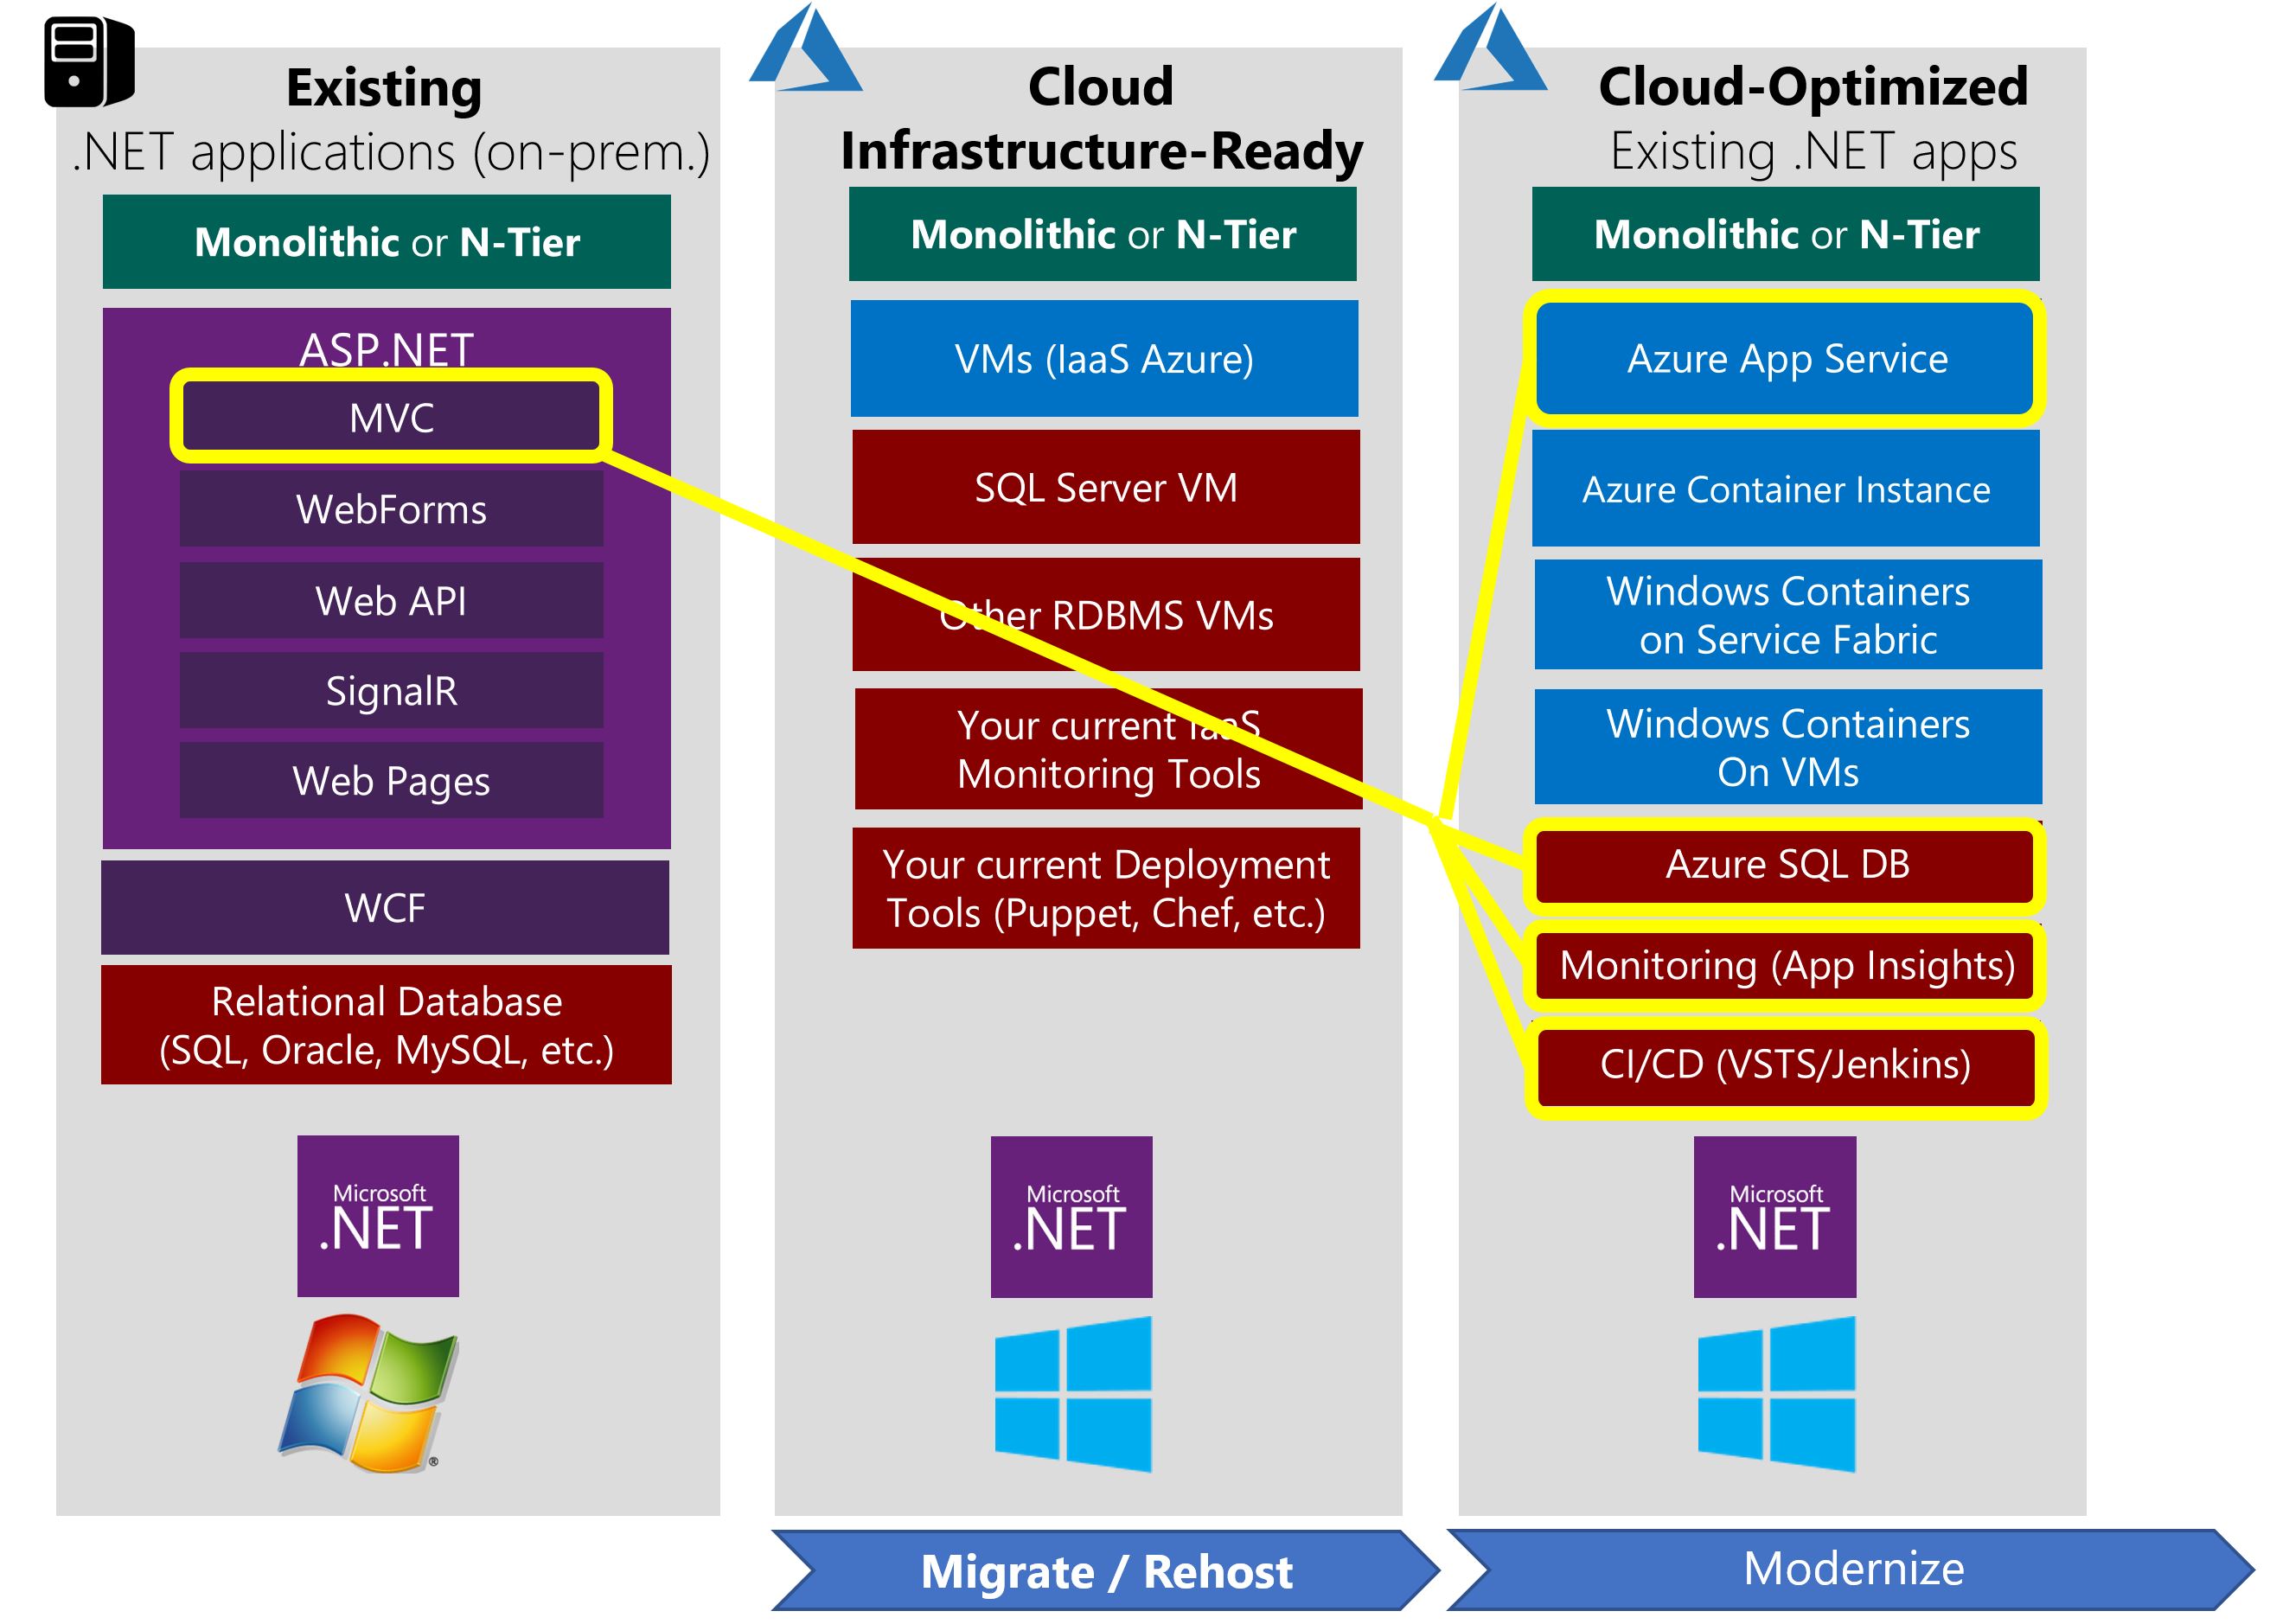 Existing
.NET applications (on-prem.)
Monolithic or N-Tier
ASP.NET
MVC
WebForms
Web API
SignalR
Web Pages
WCF
Relational Database
(SQL, Oracle, MySQL, etc.)
Microsoft
.NET
®
Cloud
Infrastructure-Ready
Monolithic or N-Tier
VMs (IaaS Azure)
SQL Server VM
Other RDBMS VMs
Your current IaaS
Monitoring Tools
Your current Deployment
Tools (Puppet, Chef, etc.)
Microsoft
.NET
Migrate / Rehost
Cloud-Optimized
Existing .NET apps
Monolithic or N-Tier
Azure App Service
Azure Container Instance
Windows Containers
on Service Fabric
Windows Containers
On VMs
Azure SQL DB
Monitoring (App Insights)
CI/CD (VSTS/Jenkins)
Microsoft
.NET
Modernize